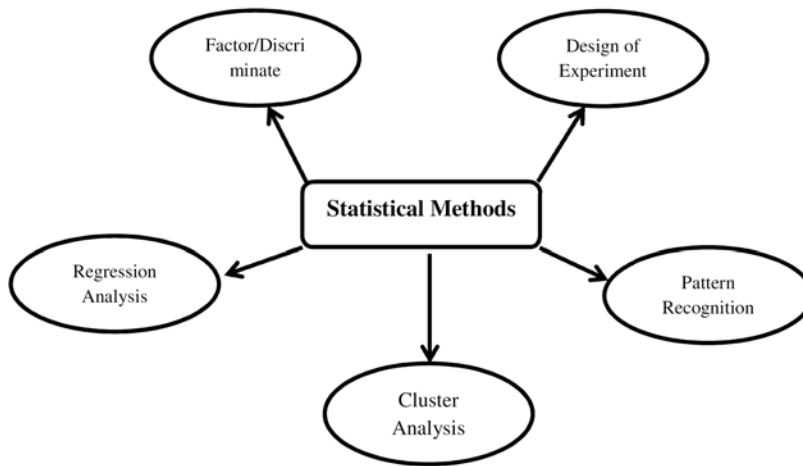 Factor/Discri
minate
Design of
Experiment
Statistical Methods
Regression
Analysis
Pattern
Recognition
Cluster
Analysis